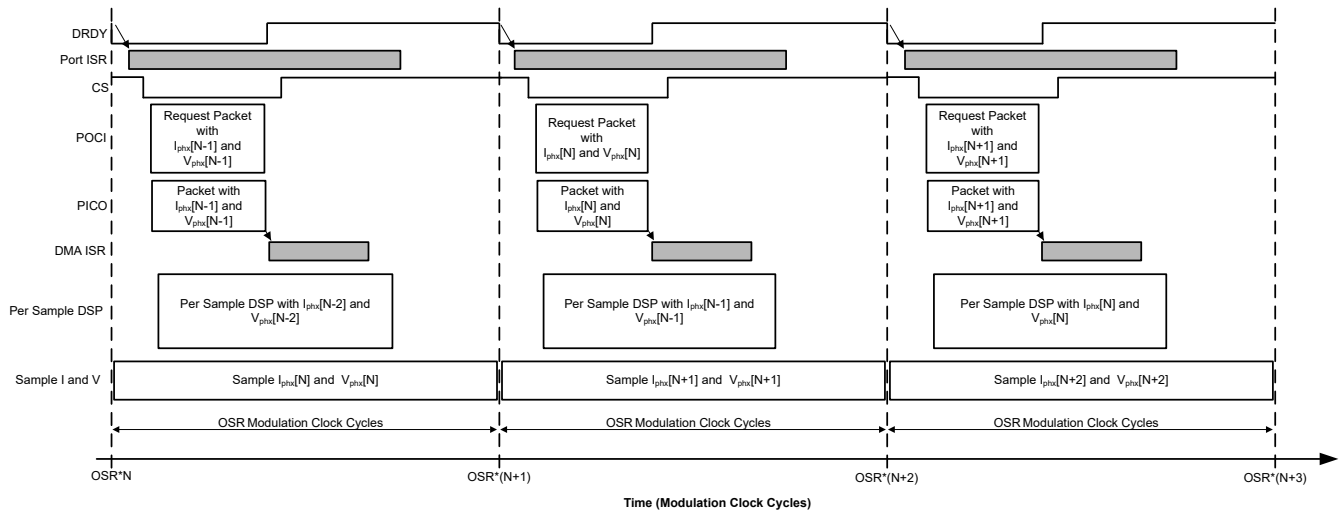 DRDY
Port ISR
CS
POCI
Request Packet
with
Iphx[N-1] and
Vphx[N-1]
Request Packet
with
Iphx[N] and Vphx[N]
Request Packet
with
Iphx[N+1] and
Vphx[N+1]
PICO
Packet with
Iphx[N-1] and
Vphx[N-1]
Packet with
Iphx[N] and
Vphx[N]
Packet with
Iphx[N+1] and
Vphx[N+1]
DMA ISR
Per Sample DSP
Per Sample DSP with Iphx[N-2] and
Vphx[N-2]
Per Sample DSP with Iphx[N-1] and
Vphx[N-1]
Per Sample DSP with Iphx[N] and
Vphx[N]
Sample I and V
Sample Iphx[N] and Vphx[N]
Sample Iphx[N+1] and Vphx[N+1]
Sample Iphx[N+2] and Vphx[N+2]
OSR Modulation Clock Cycles
OSR Modulation Clock Cycles
OSR Modulation Clock Cycles
OSR*N
OSR*(N+1)
OSR*(N+2)
OSR*(N+3)
Time (Modulation Clock Cycles)